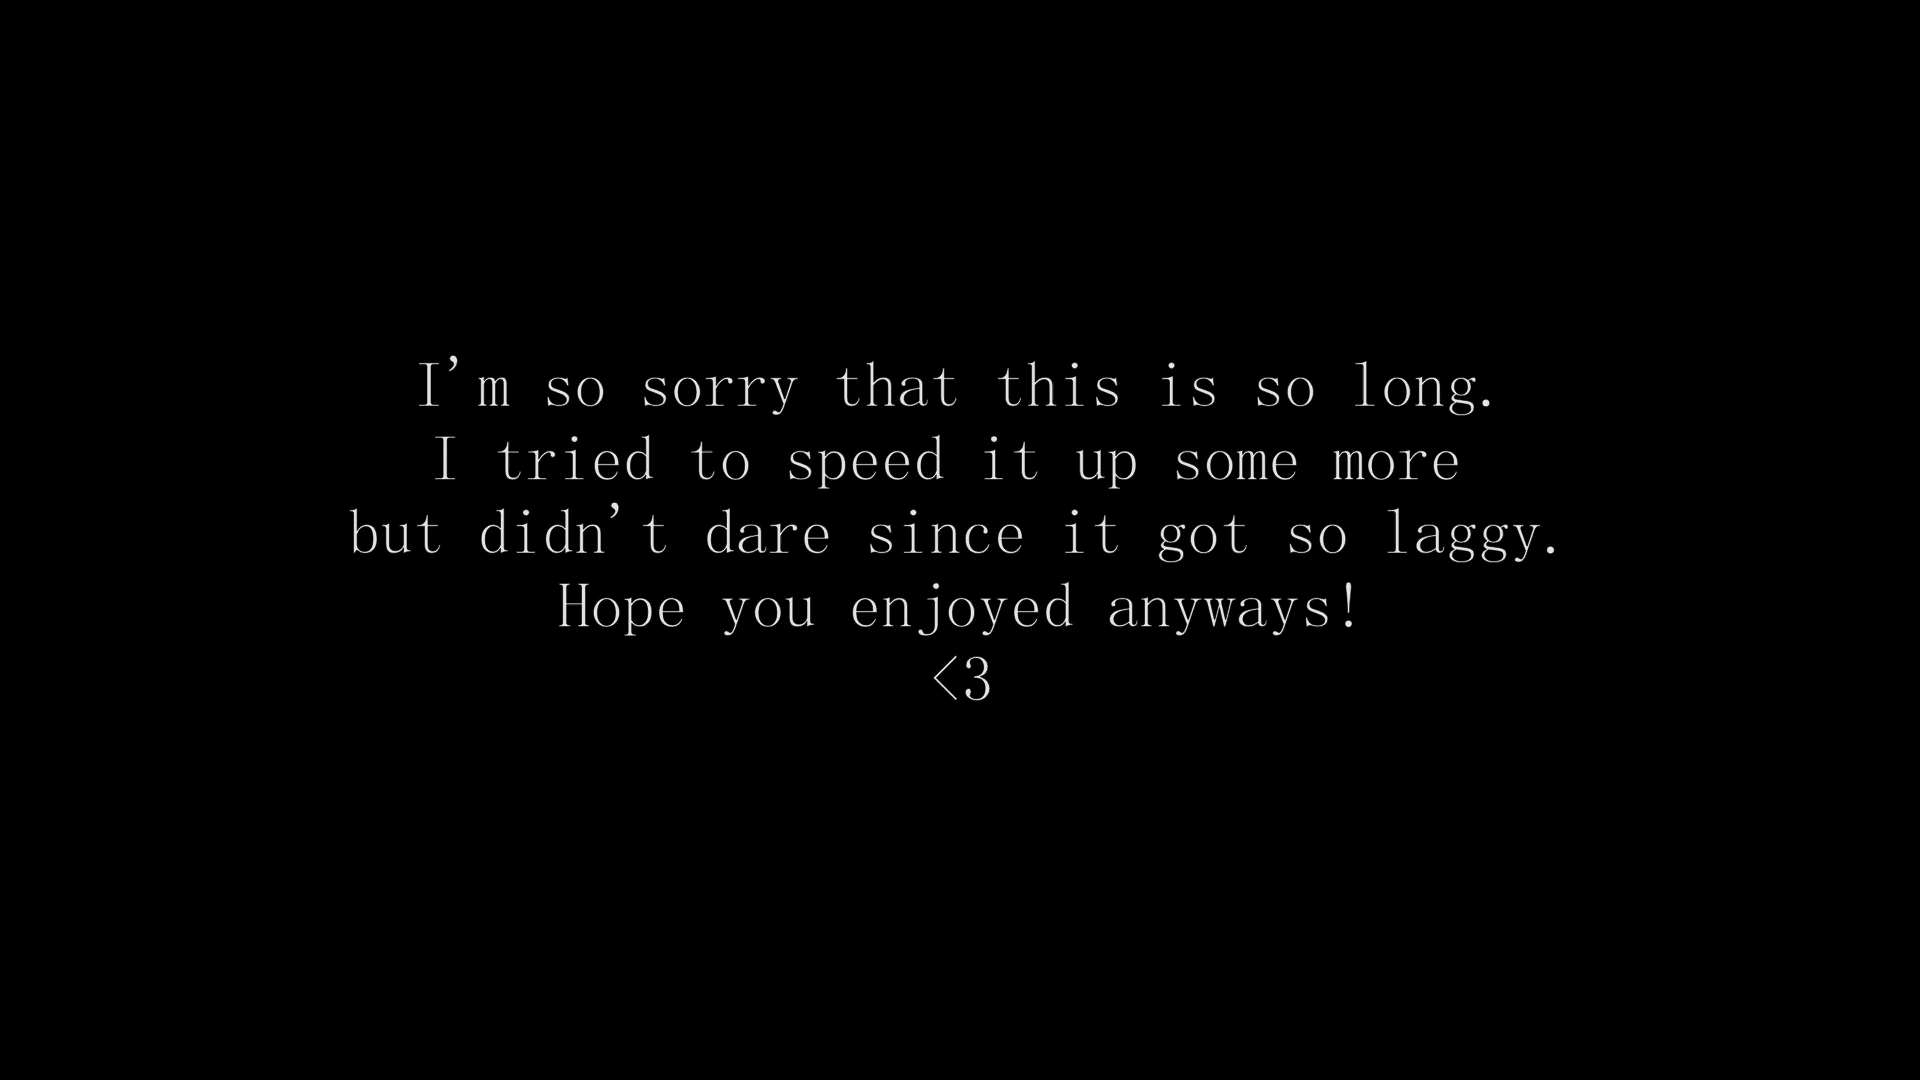 I'm so sorry that this is so long.
I tried to speed it up some more
but didn't dare since it got so laggy.
Hope you enjoyed anyways!
<3